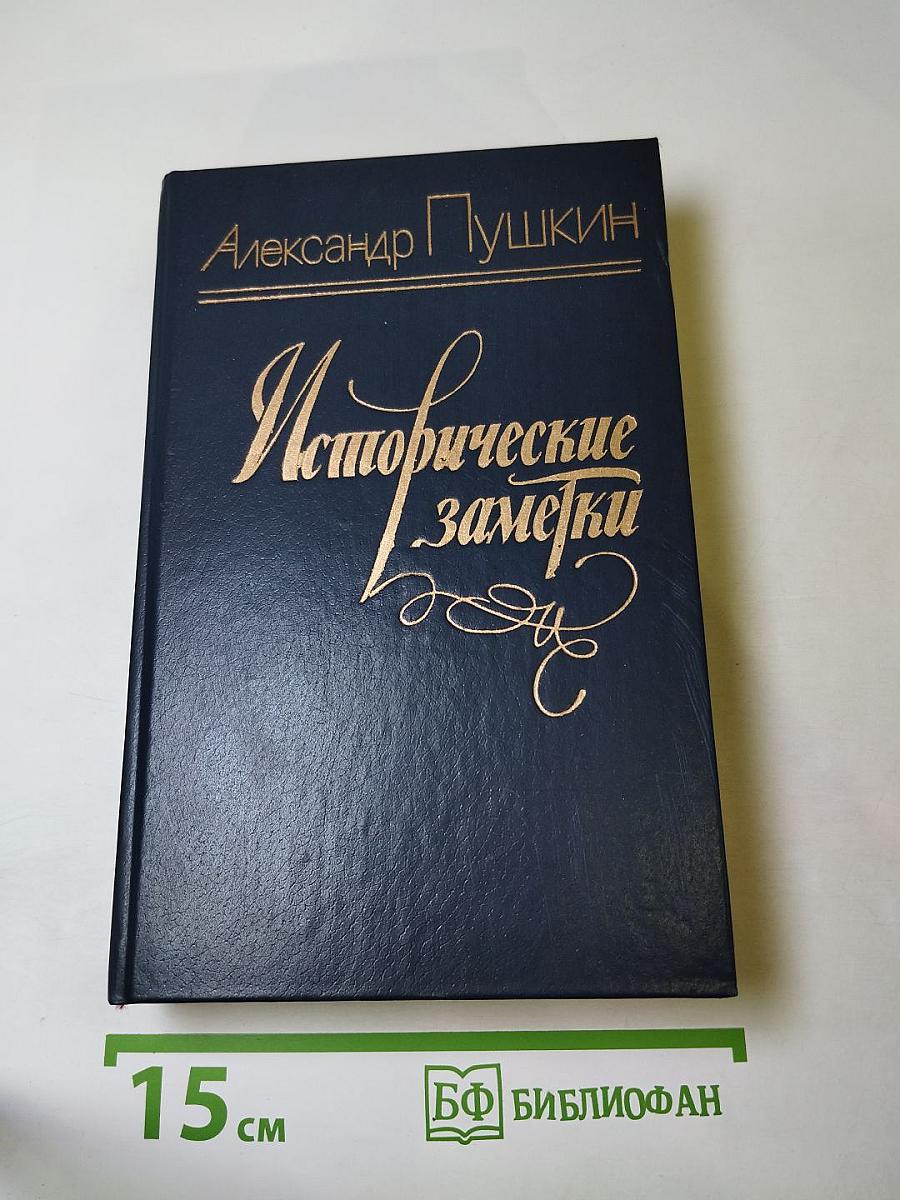 Александр Пушкин
Исторические
заметки
15 см
БФ БИБЛИОФАН